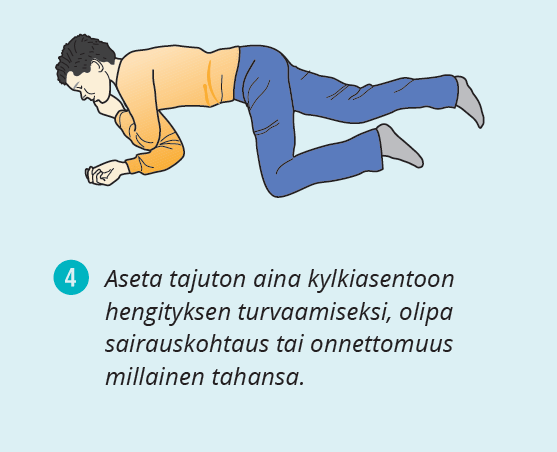 4 Aseta tajuton aina kylkiasentoon
hengityksen turvaamiseksi, olipa
sairauskohtaus tai onnettomuus
millainen tahansa.